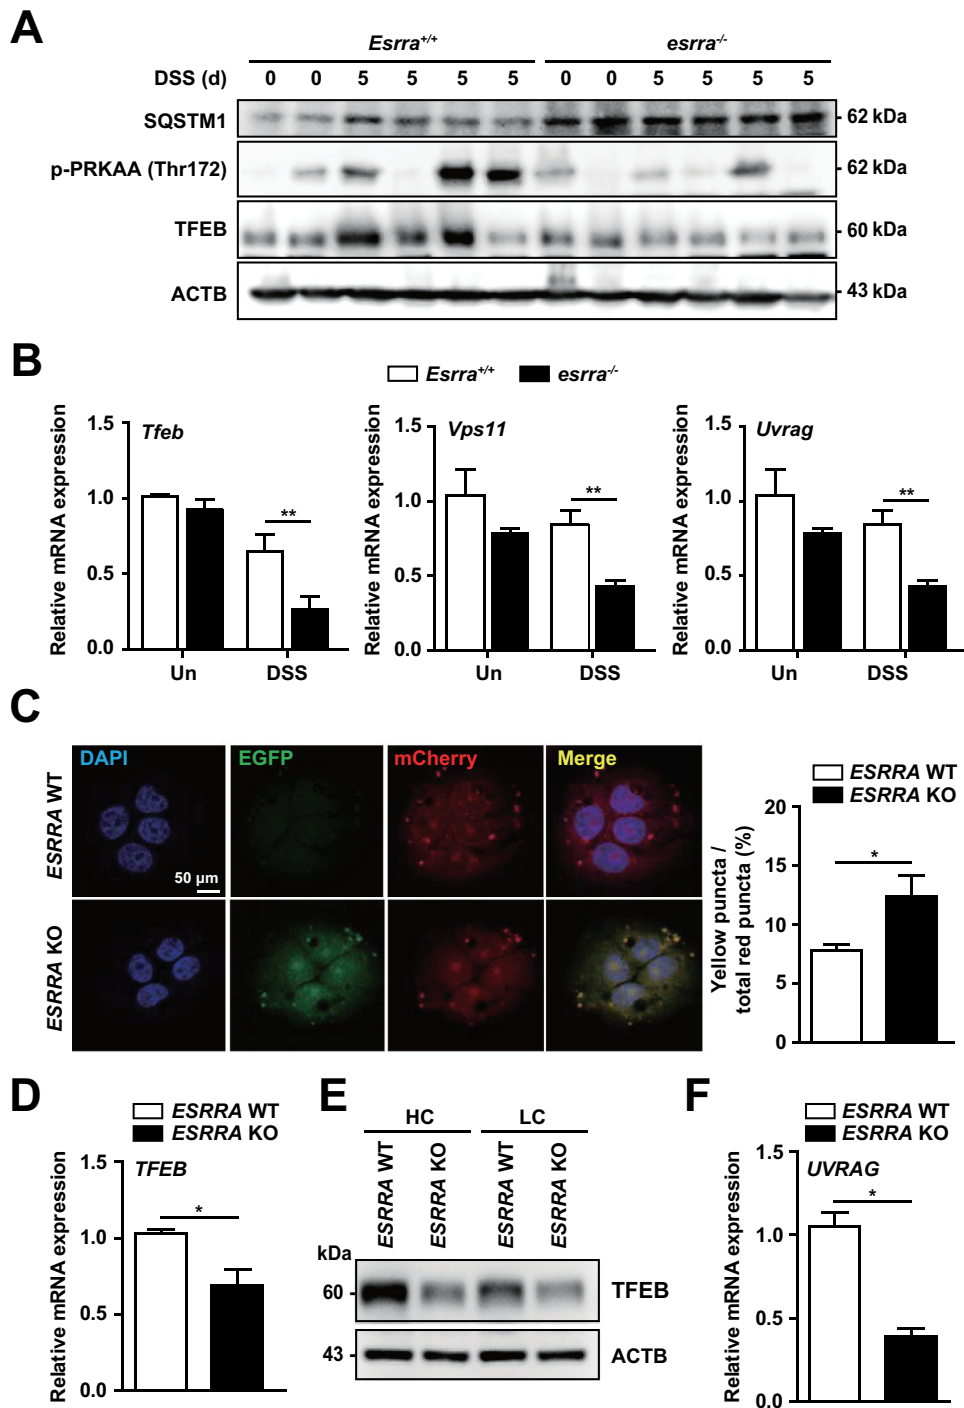 A
Esrra+/+ esrra-/-
DSS (d) 0 0 5 5 5 5 0 0 5 5 5 5
SQSTM1 62 kDa
p-PRKAA (Thr172) 62 kDa
TFEB 60 kDa
ACTB 43 kDa
B
Esrra+/+ esrra-/-
Relative mRNA expression
1.5
1.0
0.5
0.0
Tfeb
**
Un DSS
Relative mRNA expression
1.5
1.0
0.5
0.0
Vps11
**
Un DSS
Relative mRNA expression
1.5
1.0
0.5
0.0
Uvrag
**
Un DSS
C
DAPI EGFP mCherry Merge
ESRRA WT
50 µm
ESRRA KO
ESRRA WT
ESRRA KO
Yellow puncta /
total red puncta (%)
20
15
10
5
0
*
D
ESRRA WT
ESRRA KO
Relative mRNA expression
1.5
1.0
0.5
0.0
TFEB
*
E
HC LC
ESRRA WT
ESRRA KO
ESRRA WT
ESRRA KO
kDa
60 TFEB
43 ACTB
F
ESRRA WT
ESRRA KO
Relative mRNA expression
1.5
1.0
0.5
0.0
UVRAG
*